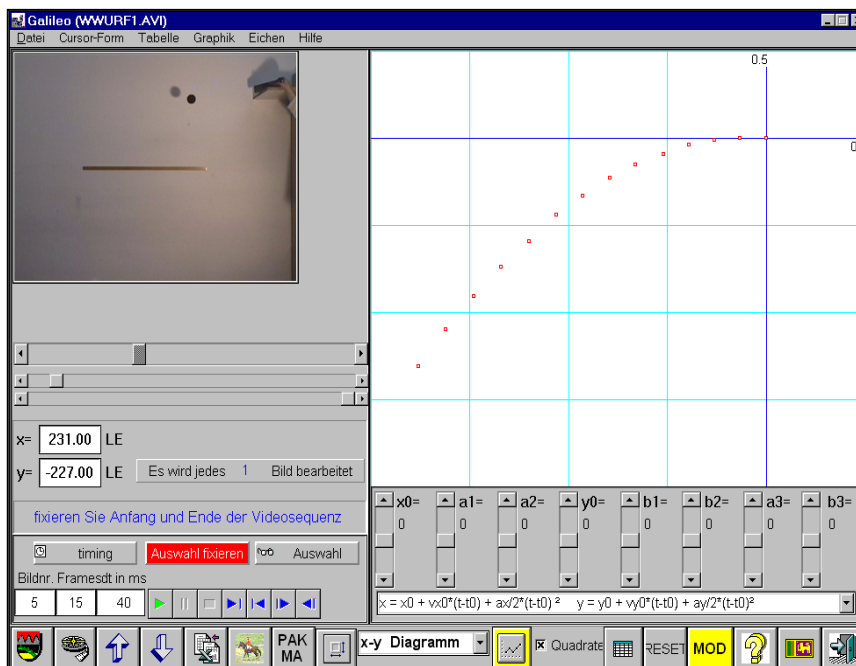 Galileo (WWURF1.AVI)
Datei Cursor-Form Tabelle Graphik Eichen Hilfe
0.5
0
x= 231.00 LE
y= -227.00 LE
Es wird jedes 1 Bild bearbeitet
fixieren Sie Anfang und Ende der Videosequenz
timing Auswahl fixieren Auswahl
Bildnr. Framesdt in ms
5 15 40
x0= a1= a2= y0= b1= b2= a3= b3=
0 0 0 0 0 0 0 0
x = x0 + vx0*(t-t0) + ax/2*(t-t0) ² y = y0 + vy0*(t-t0) + ay/2*(t-t0)²
PAK
MA
x-y Diagramm
Quadrate
RESET
MOD